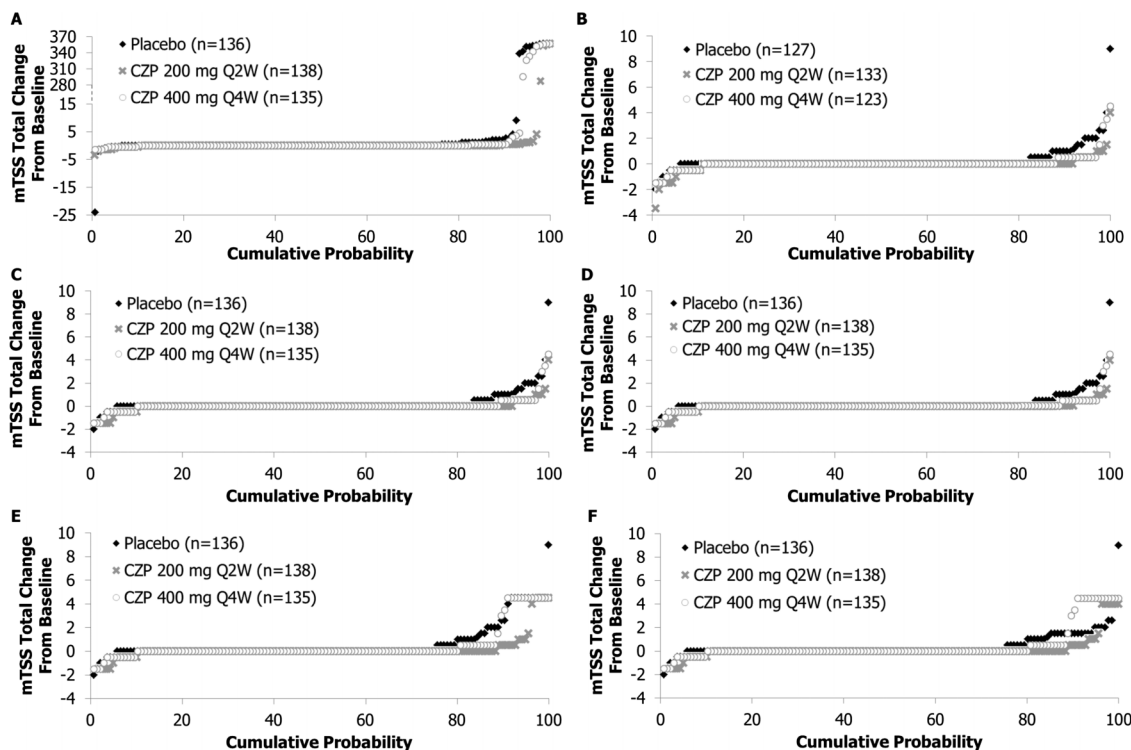 A
mTSS Total Change
From Baseline
370
340
310
280
15
5
-5
-15
-25
Placebo (n=136)
CZP 200 mg Q2W (n=138)
CZP 400 mg Q4W (n=135)
0 20 40 60 80 100
Cumulative Probability
B
mTSS Total Change
From Baseline
10
8
6
4
2
0
-2
-4
Placebo (n=127)
CZP 200 mg Q2W (n=133)
CZP 400 mg Q4W (n=123)
0 20 40 60 80 100
Cumulative Probability
C
mTSS Total Change
From Baseline
10
8
6
4
2
0
-2
-4
Placebo (n=136)
CZP 200 mg Q2W (n=138)
CZP 400 mg Q4W (n=135)
0 20 40 60 80 100
Cumulative Probability
D
mTSS Total Change
From Baseline
10
8
6
4
2
0
-2
-4
Placebo (n=136)
CZP 200 mg Q2W (n=138)
CZP 400 mg Q4W (n=135)
0 20 40 60 80 100
Cumulative Probability
E
mTSS Total Change
From Baseline
10
8
6
4
2
0
-2
-4
Placebo (n=136)
CZP 200 mg Q2W (n=138)
CZP 400 mg Q4W (n=135)
0 20 40 60 80 100
Cumulative Probability
F
mTSS Total Change
From Baseline
10
8
6
4
2
0
-2
-4
Placebo (n=136)
CZP 200 mg Q2W (n=138)
CZP 400 mg Q4W (n=135)
0 20 40 60 80 100
Cumulative Probability